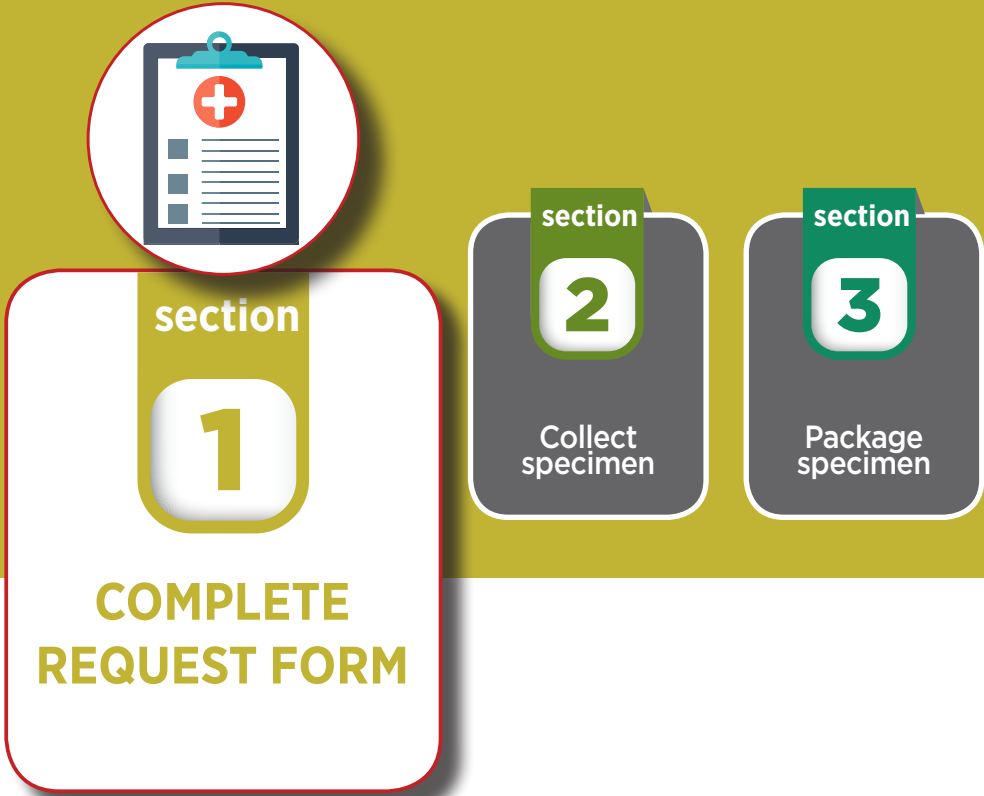 section
1
COMPLETE
REQUEST FORM
section
2
Collect
specimen
section
3
Package
specimen